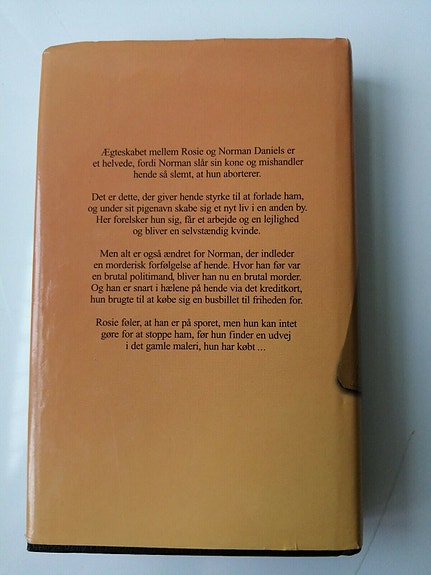 Ægteskabet mellem Rosie og Norman Daniels er
et helvede, fordi Norman slår sin kone og mishandler
hende så slemt, at hun aborterer.
Det er dette, der giver hende styrke til at forlade ham,
og under sit pigenavn skabe sig et nyt liv i en anden by.
Her forelsker hun sig, får et arbejde og en lejlighed
og bliver en selvstændig kvinde.
Men alt er også ændret for Norman, der indleder
en morderisk forfølgelse af hende. Hvor han før var
en brutal politimand, bliver han nu en brutal morder.
Og han er snart i hælene på hende via det kreditkort,
hun brugte til at købe sig en busbillet til friheden for.
Rosie føler, at han er på sporet, men hun kan intet
gøre for at stoppe ham, før hun finder en udvej
i det gamle maleri, hun har købt ...